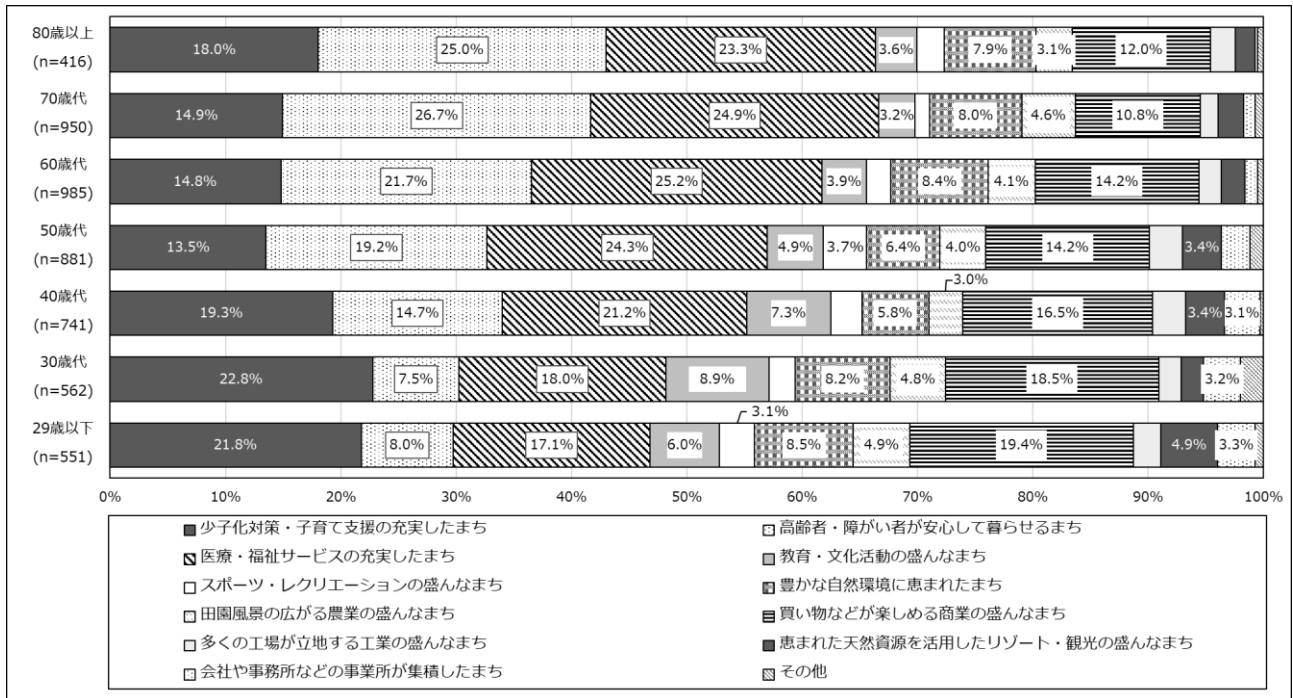 80歳以上
(n=416)
18.0% 25.0% 23.3% 3.6% 7.9% 3.1% 12.0%
70歳代
(n=950)
14.9% 26.7% 24.9% 3.2% 8.0% 4.6% 10.8%
60歳代
(n=985)
14.8% 21.7% 25.2% 3.9% 8.4% 4.1% 14.2%
50歳代
(n=881)
13.5% 19.2% 24.3% 4.9% 3.7% 6.4% 4.0% 14.2% 3.4%
3.0%
40歳代
(n=741)
19.3% 14.7% 21.2% 7.3% 5.8% 16.5% 3.4% 3.1%
30歳代
(n=562)
22.8% 7.5% 18.0% 8.9% 8.2% 4.8% 18.5% 3.2%
3.1%
29歳以下
(n=551)
21.8% 8.0% 17.1% 6.0% 8.5% 4.9% 19.4% 4.9% 3.3%
0% 10% 20% 30% 40% 50% 60% 70% 80% 90% 100%
少子化対策・子育て支援の充実したまち
高齢者・障がい者が安心して暮らせるまち
医療・福祉サービスの充実したまち
教育・文化活動の盛んなまち
スポーツ・レクリエーションの盛んなまち
豊かな自然環境に恵まれたまち
田園風景の広がる農業の盛んなまち
買い物などが楽しめる商業の盛んなまち
多くの工場が立地する工業の盛んなまち
恵まれた天然資源を活用したリゾート・観光の盛んなまち
会社や事務所などの事業所が集積したまち
その他